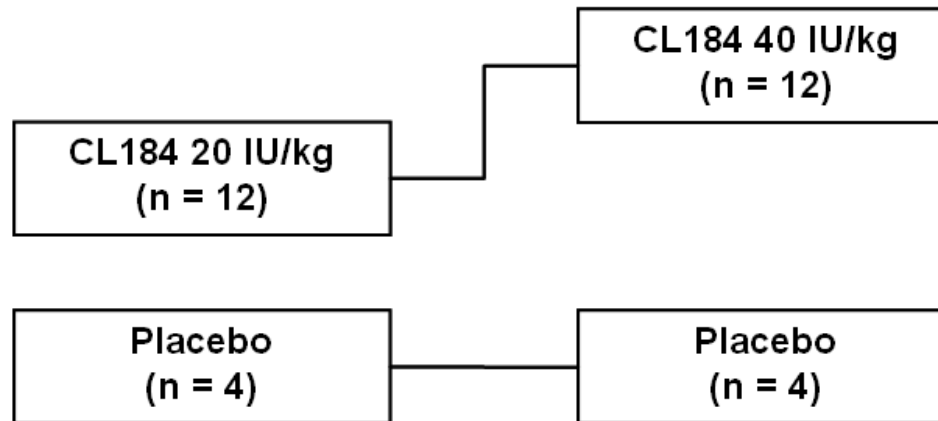 CL184 40 IU/kg
(n = 12)
CL184 20 IU/kg
(n = 12)
Placebo
(n = 4)
Placebo
(n = 4)